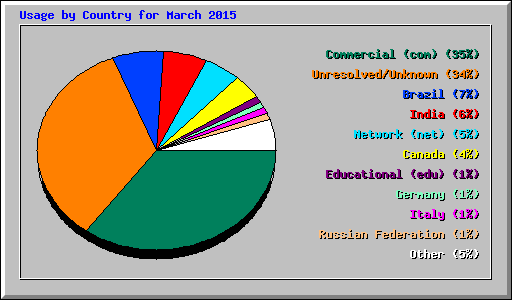 Usage by Country for March 2015
Commercial (com) (35%)
Unresolved/Unknown (34%)
Brazil (7%)
India (6%)
Network (net) (5%)
Canada (4%)
Educational (edu) (1%)
Germany (1%)
Italy (1%)
Russian Federation (1%)
Other (5%)